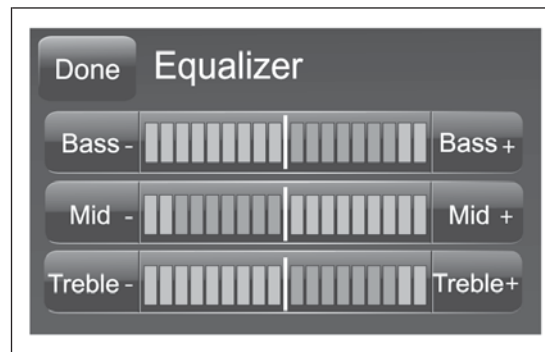 Done Equalizer
Bass - Bass +
Mid - Mid +
Treble - Treble+